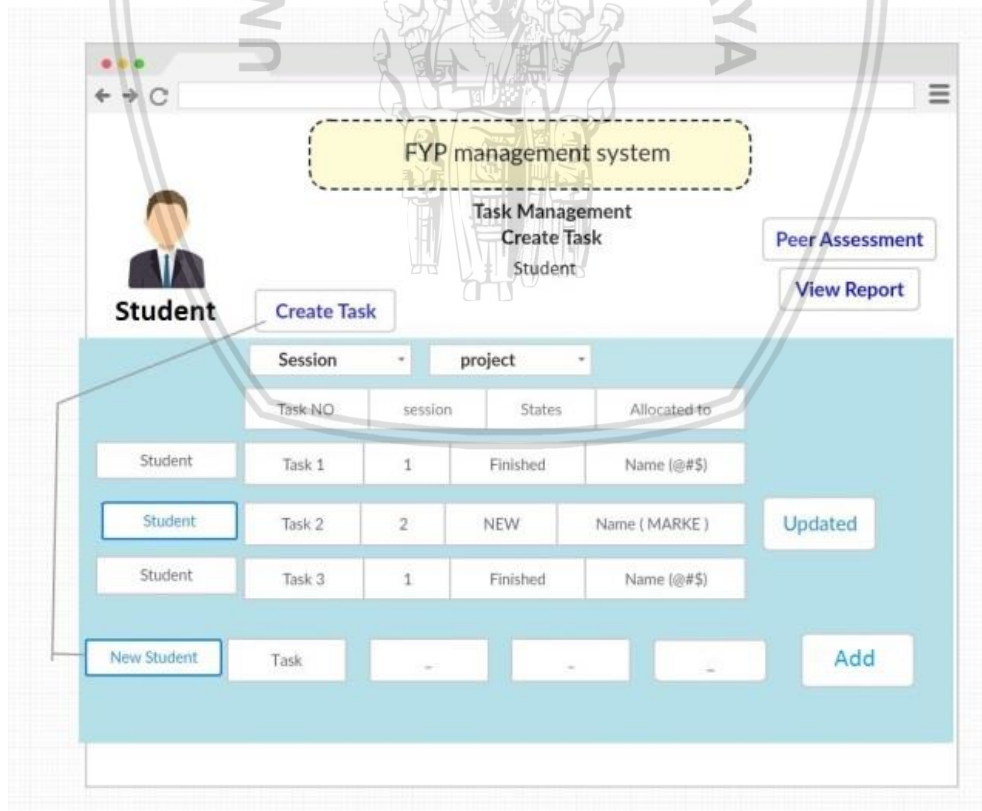 FYP management system
Task Management
Create Task
Student
Peer Assessment
View Report
Student
Create Task
Session project
Task NO session States Allocated to
Student Task 1 1 Finished Name (@#$)
Student Task 2 2 NEW Name ( MARKE ) Updated
Student Task 3 1 Finished Name (@#$)
New Student Task _ - _ Add